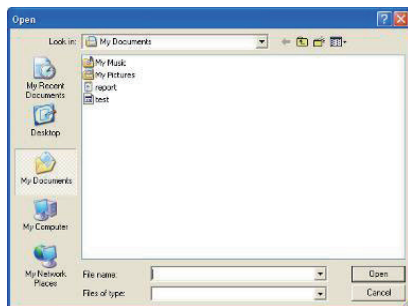 Open
Look in:
My Documents
My Recent
Documents
Desktop
My Documents
My Computer
My Network
Places
My Music
My Pictures
report
test
File name:
Open
Files of type:
Cancel